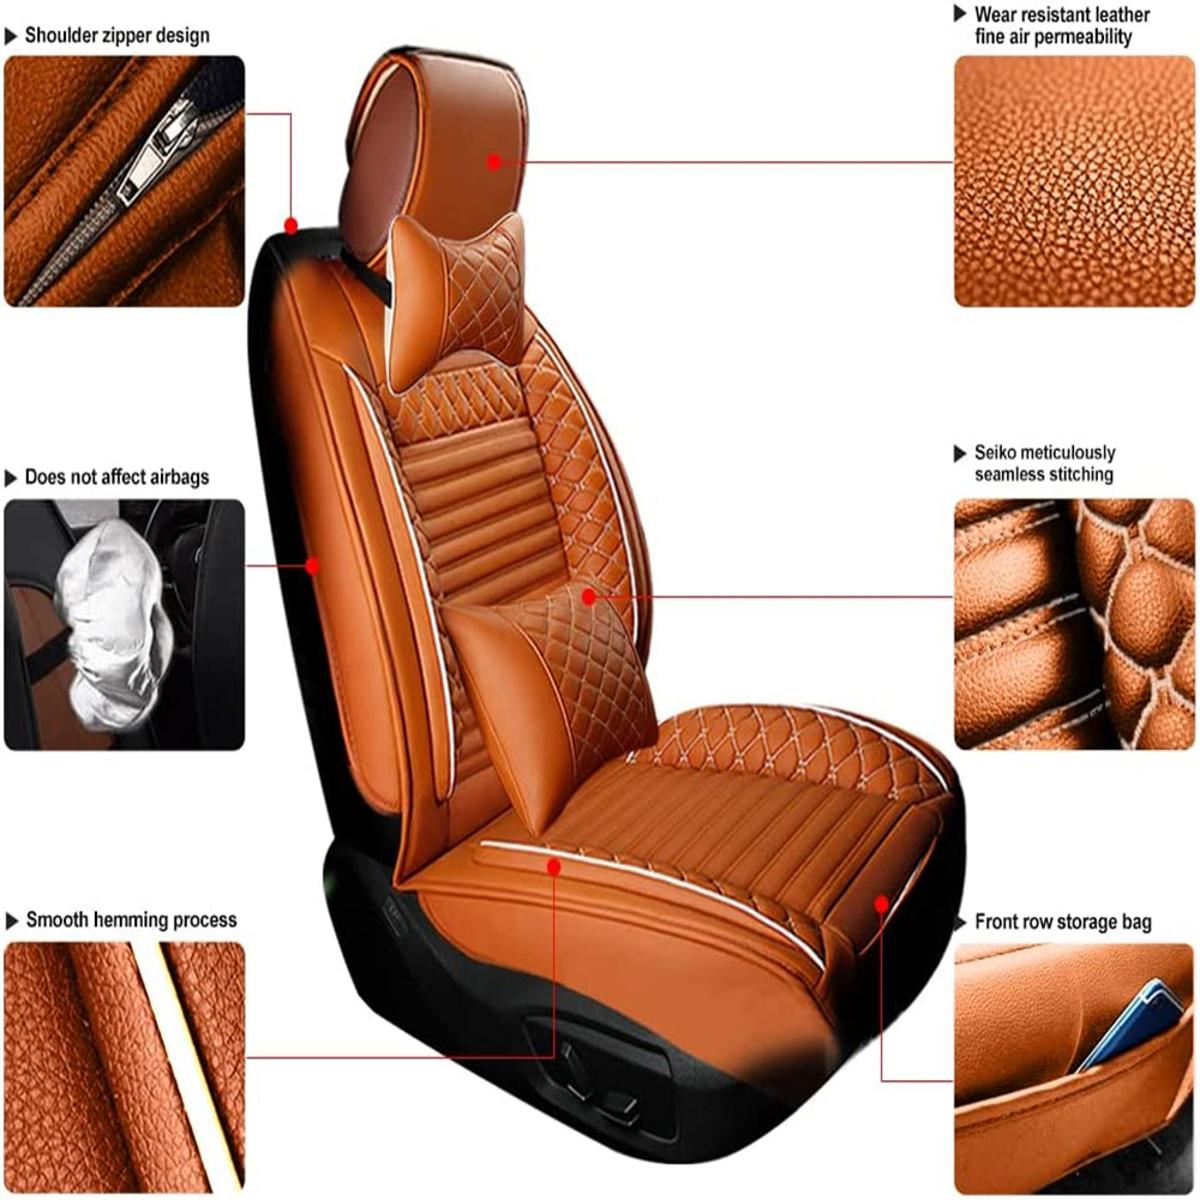 Shoulder zipper design
Wear resistant leather
fine air permeability
Does not affect airbags
Seiko meticulously
seamless stitching
Smooth hemming process
Front row storage bag